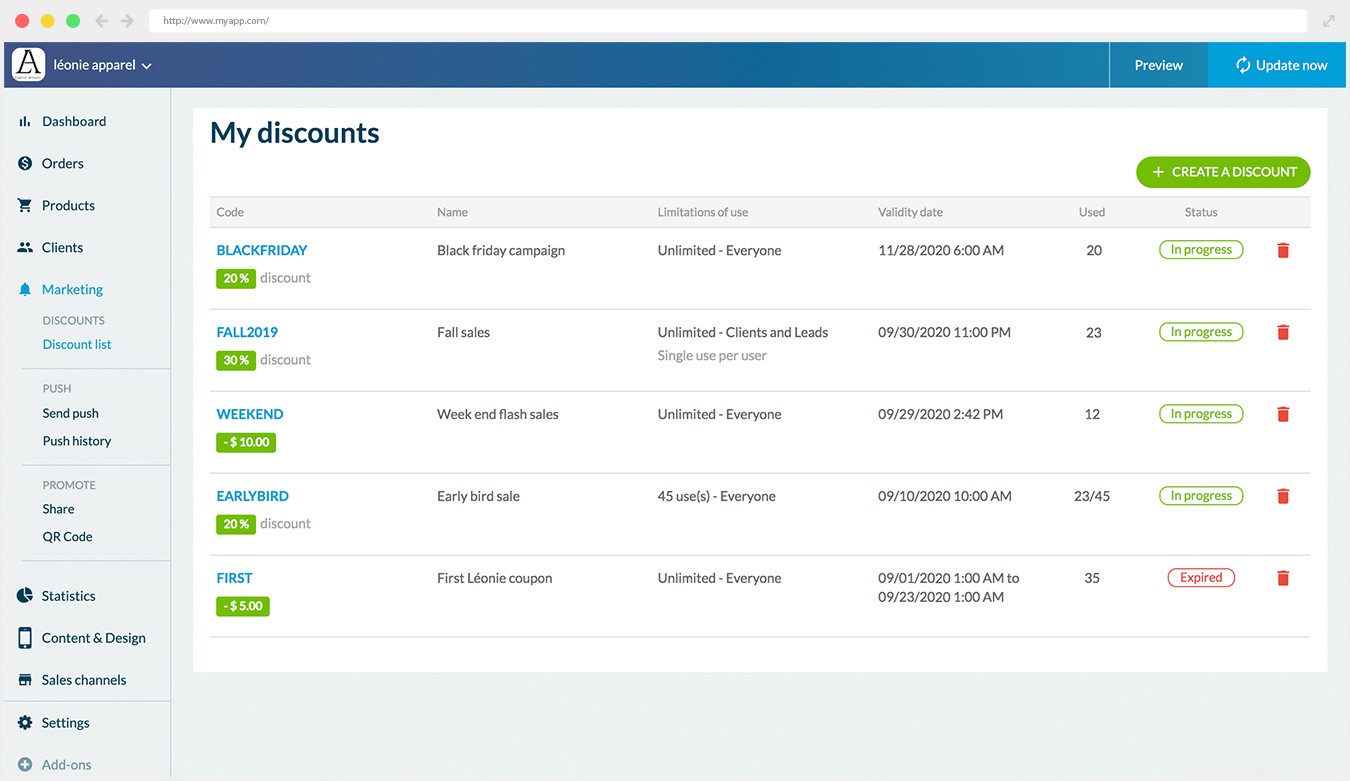 http://www.myapp.com/
léonie apparel
Preview
Update now
Dashboard
Orders
Products
Clients
Marketing
DISCOUNTS
Discount list
PUSH
Send push
Push history
PROMOTE
Share
QR Code
Statistics
Content & Design
Sales channels
Settings
Add-ons
My discounts
+ CREATE A DISCOUNT
Code Name Limitations of use Validity date Used Status
BLACKFRIDAY Black friday campaign Unlimited - Everyone 11/28/2020 6:00 AM 20 In progress
20 % discount
FALL2019 Fall sales Unlimited - Clients and Leads 09/30/2020 11:00 PM 23 In progress
Single use per user
30 % discount
WEEKEND Week end flash sales Unlimited - Everyone 09/29/2020 2:42 PM 12 In progress
- $ 10.00
EARLYBIRD Early bird sale 45 use(s) - Everyone 09/10/2020 10:00 AM 23/45 In progress
20 % discount
FIRST First Léonie coupon Unlimited - Everyone 09/01/2020 1:00 AM to 35 Expired
09/23/2020 1:00 AM
- $ 5.00